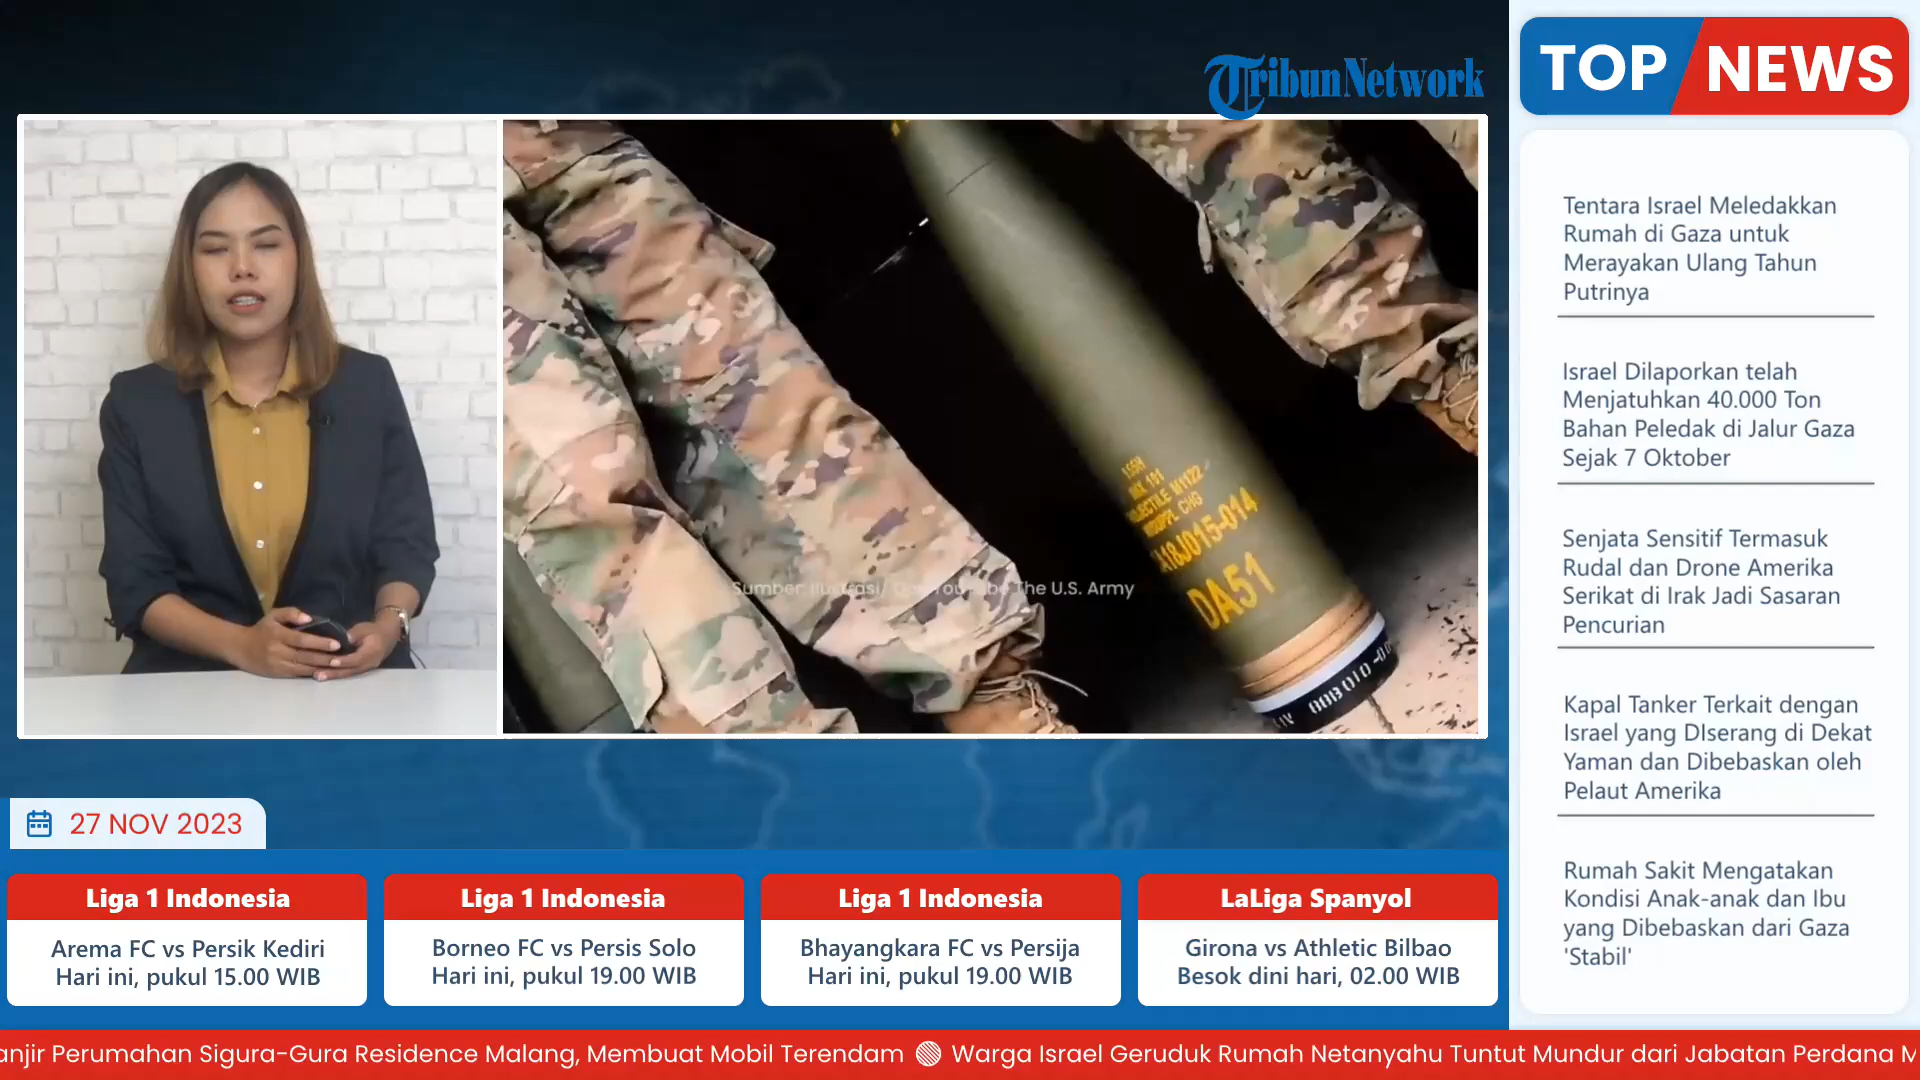 TribunNetwork
TOP NEWS
155H
MIX 101
PROJECTILE M1122
W/SUPPL CHG
DA51
The U.S. Army
Tentara Israel Meledakkan
Rumah di Gaza untuk
Merayakan Ulang Tahun
Putrinya
Israel Dilaporkan telah
Menjatuhkan 40.000 Ton
Bahan Peledak di Jalur Gaza
Sejak 7 Oktober
Senjata Sensitif Termasuk
Rudal dan Drone Amerika
Serikat di Irak Jadi Sasaran
Pencurian
Kapal Tanker Terkait dengan
Israel yang DIserang di Dekat
Yaman dan Dibebaskan oleh
Pelaut Amerika
Rumah Sakit Mengatakan
Kondisi Anak-anak dan Ibu
yang Dibebaskan dari Gaza
'Stabil'
27 NOV 2023
Liga 1 Indonesia
Arema FC vs Persik Kediri
Hari ini, pukul 15.00 WIB
Liga 1 Indonesia
Borneo FC vs Persis Solo
Hari ini, pukul 19.00 WIB
Liga 1 Indonesia
Bhayangkara FC vs Persija
Hari ini, pukul 19.00 WIB
LaLiga Spanyol
Girona vs Athletic Bilbao
Besok dini hari, 02.00 WIB
anjir Perumahan Sigura-Gura Residence Malang, Membuat Mobil Terendam Warga Israel Geruduk Rumah Netanyahu Tuntut Mundur dari Jabatan Perdana M